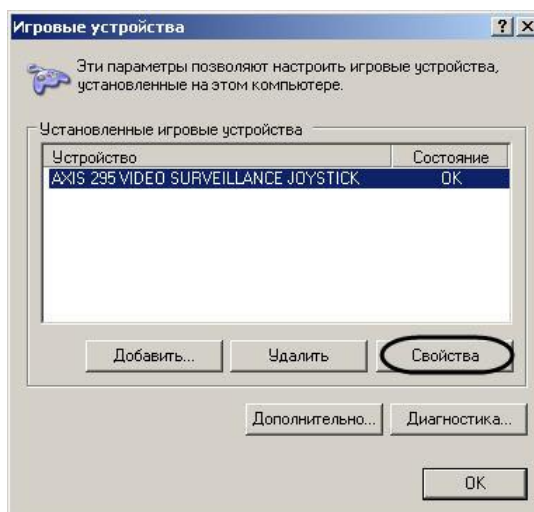 Игровые устройства
Эти параметры позволяют настроить игровые устройства,
установленные на этом компьютере.
Установленные игровые устройства
Устройство Состояние
AXIS 295 VIDEO SURVEILLANCE JOYSTICK OK
Добавить... Удалить Свойства
Дополнительно... Диагностика...
OK